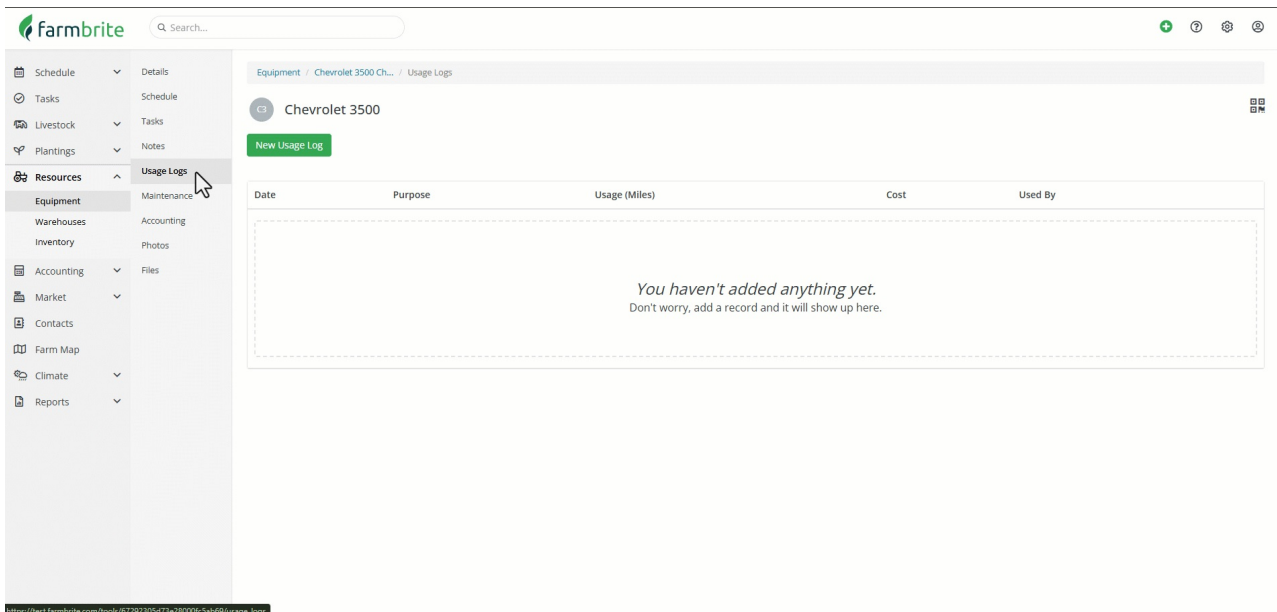 farmbrite
Search...
Schedule
Tasks
Livestock
Plantings
Resources
Equipment
Warehouses
Inventory
Accounting
Market
Contacts
Farm Map
Climate
Reports
Details
Schedule
Tasks
Notes
Usage Logs
Maintenance
Accounting
Photos
Files
Equipment / Chevrolet 3500 Ch... / Usage Logs
C3 Chevrolet 3500
New Usage Log
Date Purpose Usage (Miles) Cost Used By
You haven't added anything yet.
Don't worry, add a record and it will show up here.